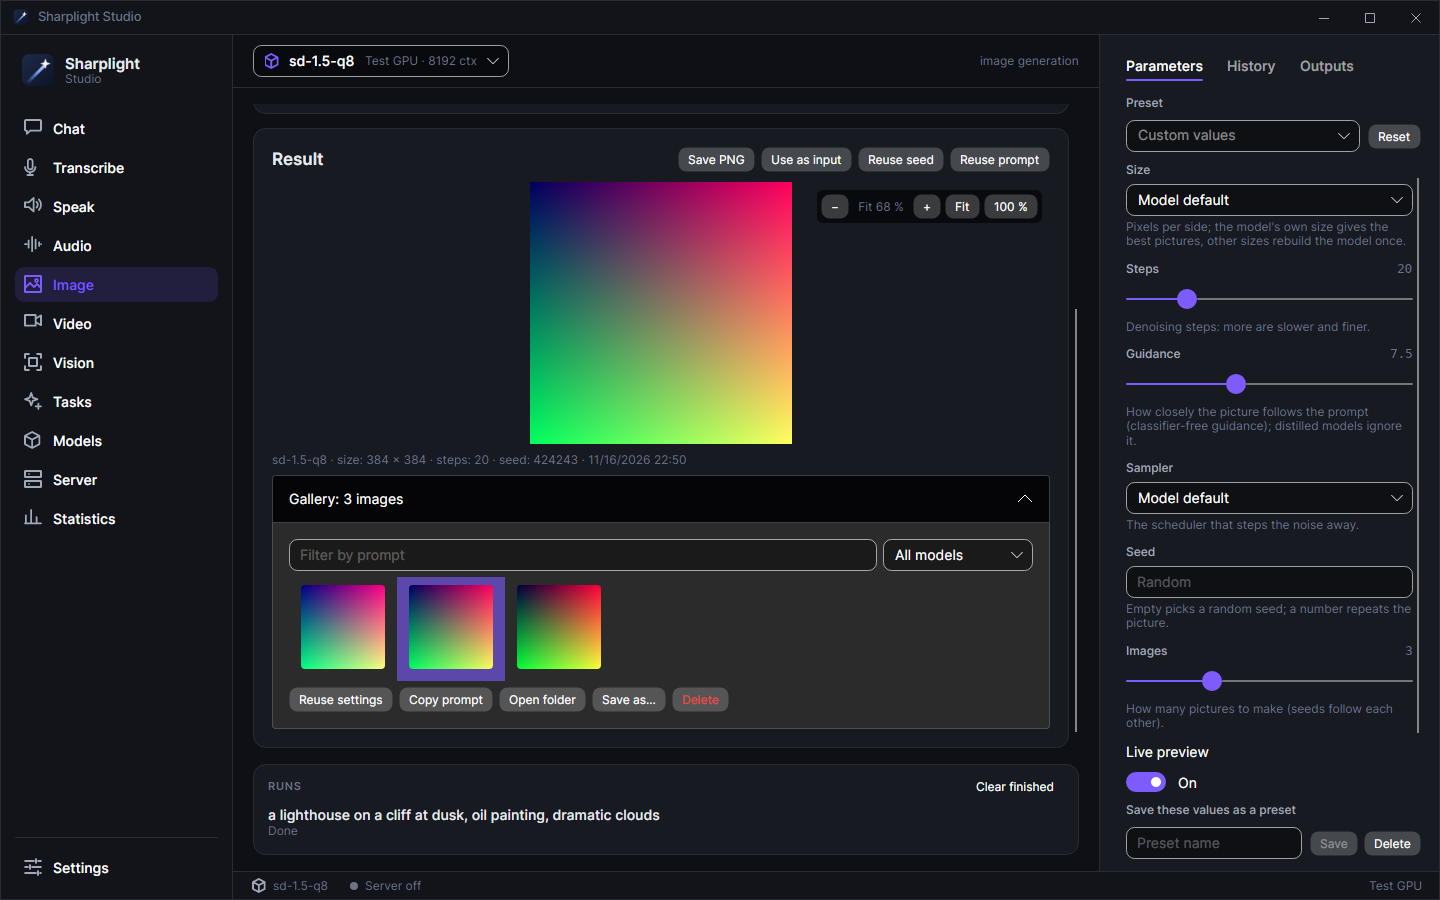 Sharplight Studio
Sharplight
Studio
Chat
Transcribe
Speak
Audio
Image
Video
Vision
Tasks
Models
Server
Statistics
Settings
sd-1.5-q8 Test GPU · 8192 ctx
image generation
Result
Save PNG Use as input Reuse seed Reuse prompt
− Fit 68 % + Fit 100 %
sd-1.5-q8 · size: 384 × 384 · steps: 20 · seed: 424243 · 11/16/2026 22:50
Gallery: 3 images
Filter by prompt All models
Reuse settings Copy prompt Open folder Save as... Delete
RUNS Clear finished
a lighthouse on a cliff at dusk, oil painting, dramatic clouds
Done
Parameters History Outputs
Preset
Custom values Reset
Size
Model default
Pixels per side; the model's own size gives the
best pictures, other sizes rebuild the model once.
Steps 20
Denoising steps: more are slower and finer.
Guidance 7.5
How closely the picture follows the prompt
(classifier-free guidance); distilled models ignore
it.
Sampler
Model default
The scheduler that steps the noise away.
Seed
Random
Empty picks a random seed; a number repeats the
picture.
Images 3
How many pictures to make (seeds follow each
other).
Live preview
On
Save these values as a preset
Preset name Save Delete
sd-1.5-q8 Server off Test GPU